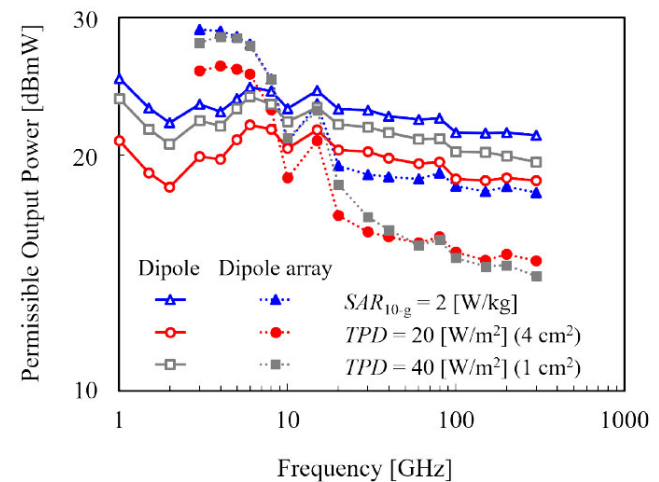 Permissible Output Power [dBmW]
30
20
10
Dipole Dipole array
SAR10-g = 2 [W/kg]
TPD = 20 [W/m2] (4 cm2)
TPD = 40 [W/m2] (1 cm2)
1 10 100 1000
Frequency [GHz]